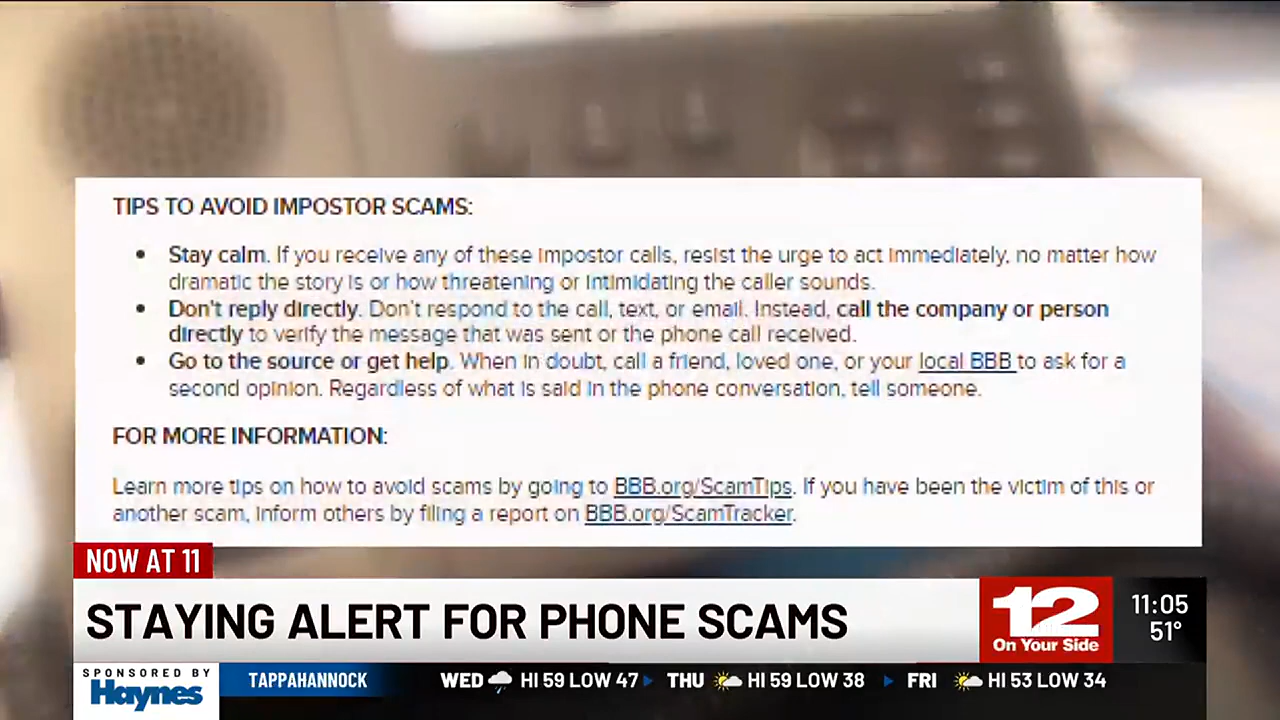 TIPS TO AVOID IMPOSTOR SCAMS:
• Stay calm. If you receive any of these impostor calls, resist the urge to act immediately, no matter how
dramatic the story is or how threatening or intimidating the caller sounds.
• Don't reply directly. Don't respond to the call, text, or email. Instead, call the company or person
directly to verify the message that was sent or the phone call received.
• Go to the source or get help. When in doubt, call a friend, loved one, or your local BBB to ask for a
second opinion. Regardless of what is said in the phone conversation, tell someone.
FOR MORE INFORMATION:
Learn more tips on how to avoid scams by going to BBB.org/ScamTips. If you have been the victim of this or
another scam, inform others by filing a report on BBB.org/ScamTracker.
NOW AT 11
STAYING ALERT FOR PHONE SCAMS
12
On Your Side
11:05
51°
SPONSORED BY
Haynes
TAPPAHANNOCK
WED HI 59 LOW 47 THU HI 59 LOW 38 FRI HI 53 LOW 34